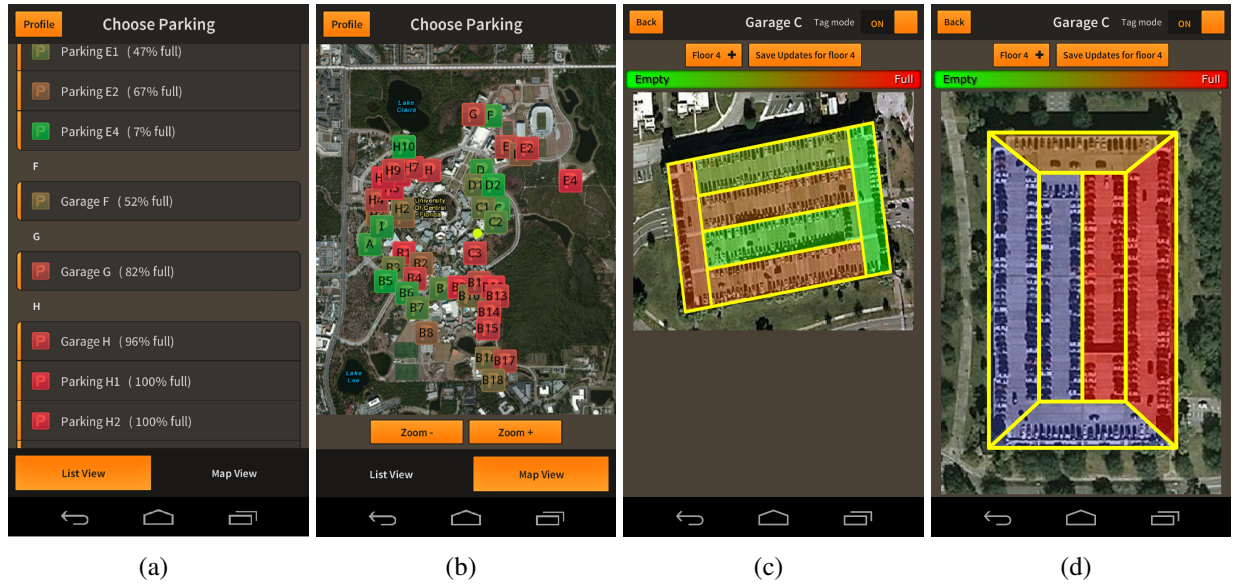 Profile
Choose Parking
Parking E1 ( 47% full)
Parking E2 ( 67% full)
Parking E4 ( 7% full)
F
Garage F ( 52% full)
G
Garage G ( 82% full)
H
Garage H ( 96% full)
Parking H1 ( 100% full)
Parking H2 ( 100% full)
List View
Map View
(a)
Profile
Choose Parking
Lake
Claire
G
F
E
E2
H10
H9
H7
H
D
D1
D2
E4
H4
H2
University
Of Central
Florida
C1
C2
I
A
B1
C3
B3
B2
B5
B4
B6
B
B13
B7
B14
B8
B15
B17
B18
Lake
Lee
Zoom -
Zoom +
List View
Map View
(b)
Back
Garage C
Tag mode
ON
Floor 4 +
Save Updates for floor 4
Empty
Full
(c)
Back
Garage C
Tag mode
ON
Floor 4 +
Save Updates for floor 4
Empty
Full
(d)